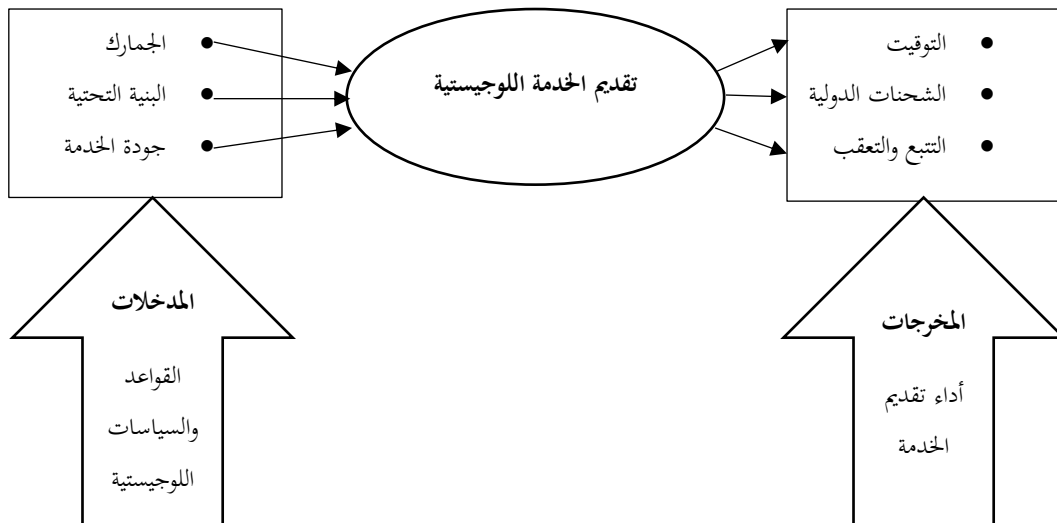 الجمارك
البنية التحتية
جودة الخدمة
تقديم الخدمة اللوجيستية
التوقيت
الشحنات الدولية
التتبع والتعقب
المدخلات
القواعد
والسياسات
اللوجيستية
المخرجات
أداء تقديم
الخدمة